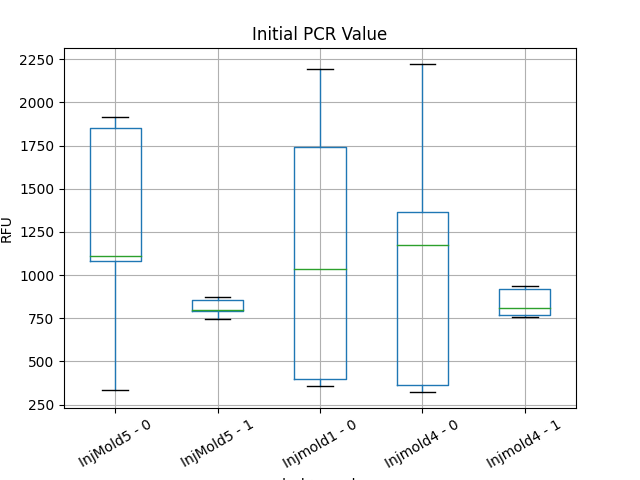 Initial PCR Value
2250
2000
1750
1500
1250
1000
750
500
250
RFU
InjMold5 - 0
InjMold5 - 1
Injmold1 - 0
Injmold4 - 0
Injmold4 - 1